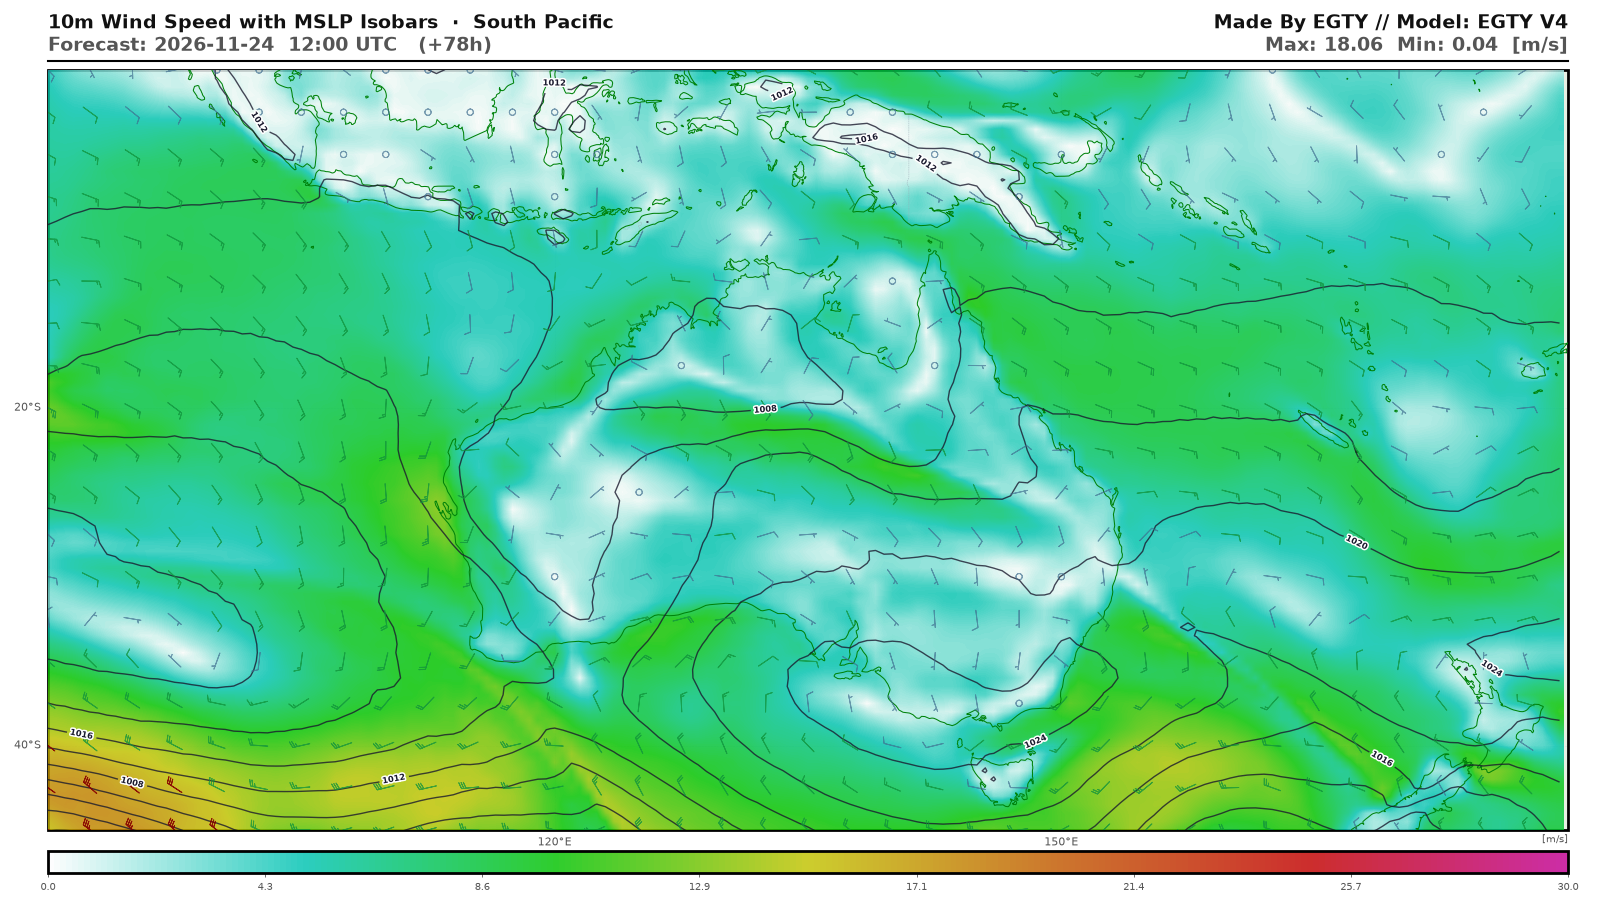 10m Wind Speed with MSLP Isobars · South Pacific
Made By EGTY // Model: EGTY V4
Forecast: 2026-11-24 12:00 UTC (+78h)
Max: 18.06 Min: 0.04 [m/s]
1012
1012
1012
1016
1012
20°S
1008
1020
1024
1016
1024
40°S
1016
1012
1008
120°E
150°E
[m/s]
0.0 4.3 8.6 12.9 17.1 21.4 25.7 30.0